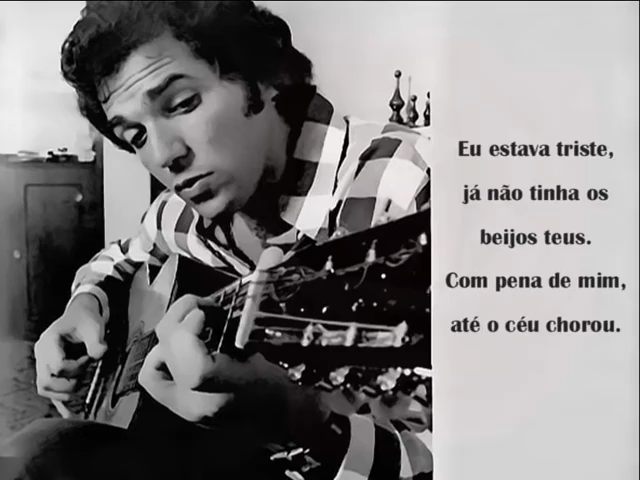 Eu estava triste,
já não tinha os
beijos teus.
Com pena de mim,
até o céu chorou.